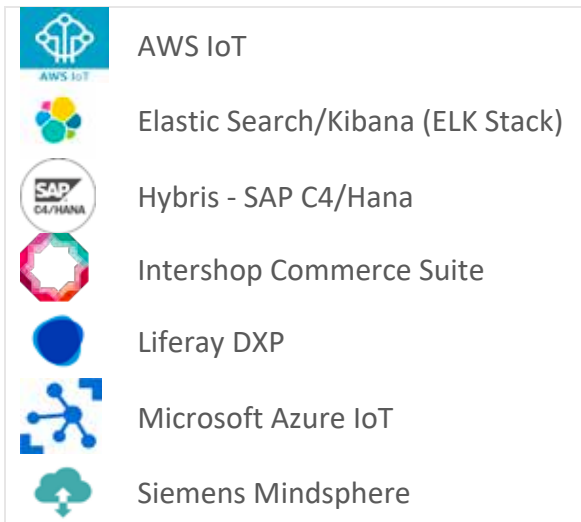 AWS IoT
AWS IoT
Elastic Search/Kibana (ELK Stack)
SAP
C4/HANA
Hybris - SAP C4/Hana
Intershop Commerce Suite
Liferay DXP
Microsoft Azure IoT
Siemens Mindsphere